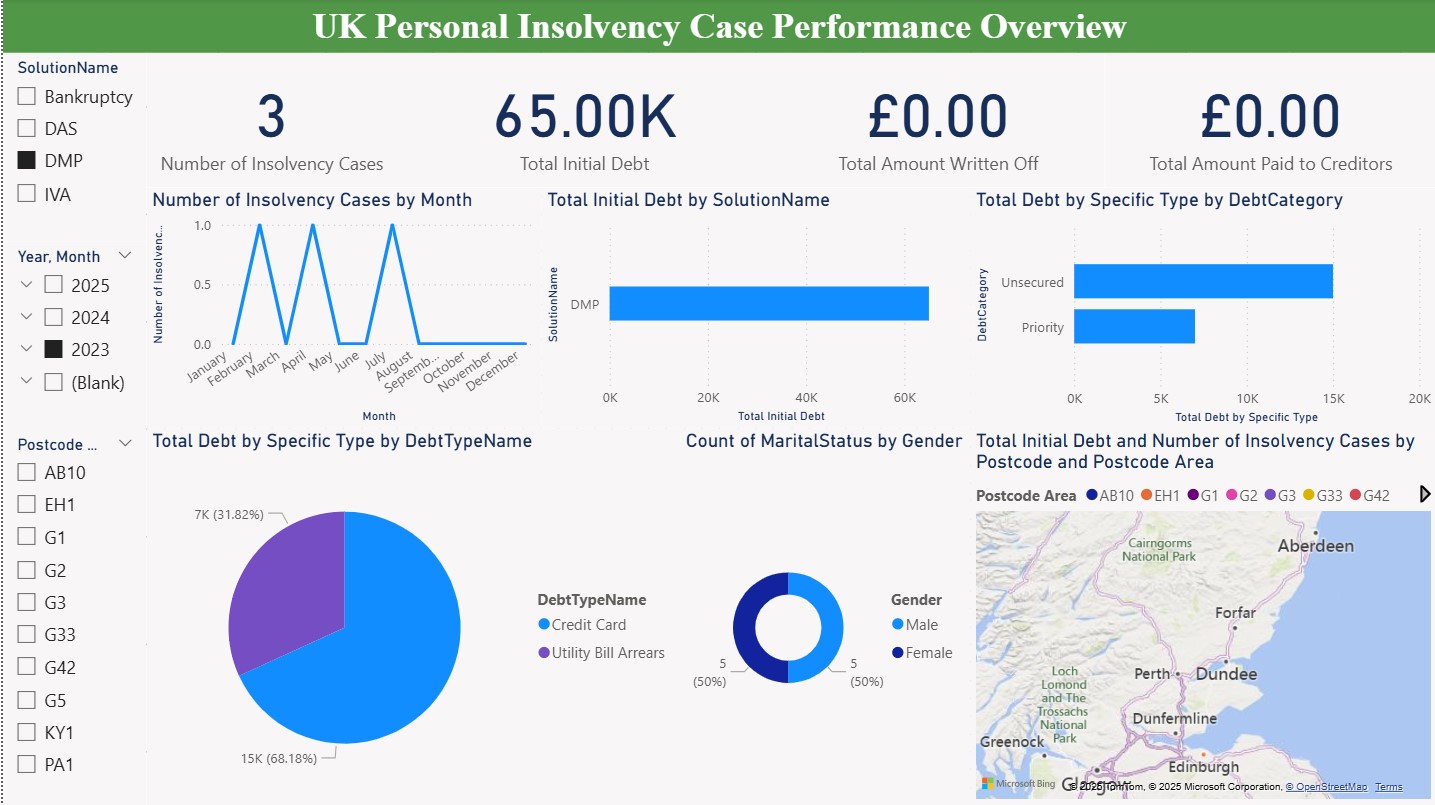 UK Personal Insolvency Case Performance Overview
SolutionName
Bankruptcy
DAS
DMP
IVA
3
Number of Insolvency Cases
65.00K
Total Initial Debt
£0.00
Total Amount Written Off
£0.00
Total Amount Paid to Creditors
Year, Month
2025
2024
2023
(Blank)
Postcode ...
AB10
EH1
G1
G2
G3
G33
G42
G5
KY1
PA1
Number of Insolvency Cases by Month
Number of Insolvenc...
1.0
0.5
0.0
January
February
March
April
May
June
July
August
Septemb...
October
November
December
Month
Total Initial Debt by SolutionName
SolutionName
DMP
0K 20K 40K 60K
Total Initial Debt
Total Debt by Specific Type by DebtCategory
DebtCategory
Unsecured
Priority
0K 5K 10K 15K 20K
Total Debt by Specific Type
Total Debt by Specific Type by DebtTypeName
7K (31.82%)
15K (68.18%)
DebtTypeName
Credit Card
Utility Bill Arrears
Count of MaritalStatus by Gender
5
(50%)
5
(50%)
Gender
Male
Female
Total Initial Debt and Number of Insolvency Cases by
Postcode and Postcode Area
Postcode Area AB10 EH1 G1 G2 G3 G33 G42
Cairngorms
National Park
Aberdeen
Forfar
Perth
Dundee
Loch
Lomond
and The
Trossachs
National
Park
Dunfermline
Greenock
Edinburgh
Glasgow
Microsoft Bing
© 2025 TomTom, © 2025 Microsoft Corporation, © OpenStreetMap Terms